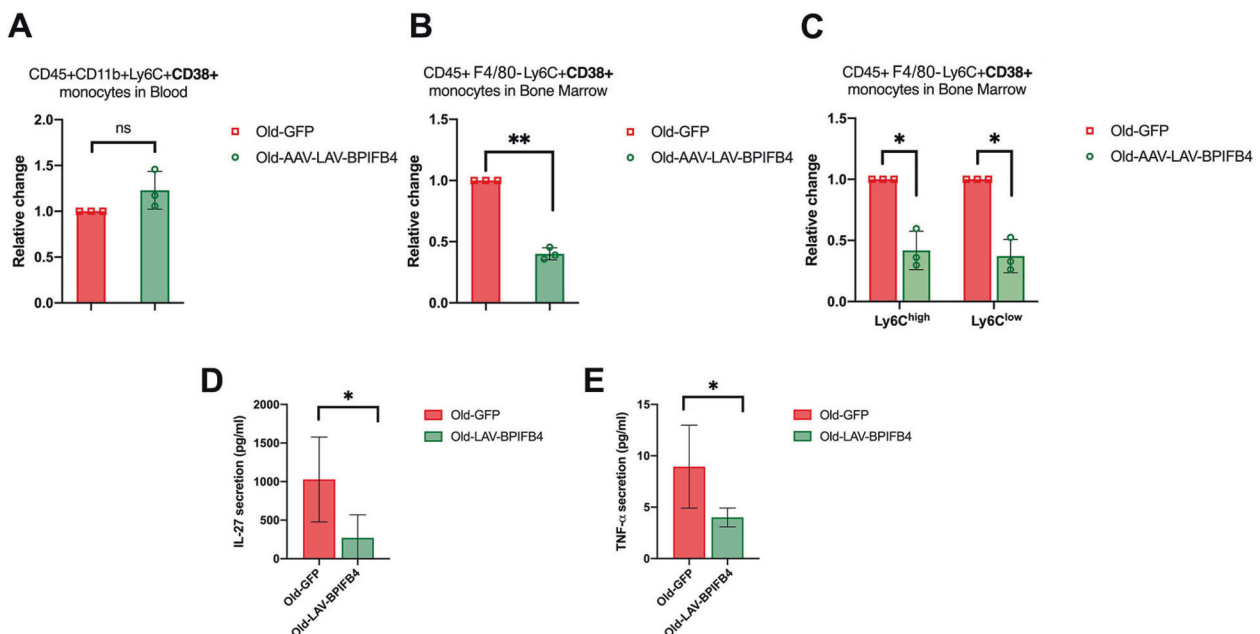 A
CD45+CD11b+Ly6C+CD38+
monocytes in Blood
Relative change
2.0
1.5
1.0
0.5
0.0
ns
Old-GFP
Old-AAV-LAV-BPIFB4
B
CD45+ F4/80- Ly6C+CD38+
monocytes in Bone Marrow
Relative change
1.5
1.0
0.5
0.0
**
Old-GFP
Old-AAV-LAV-BPIFB4
C
CD45+ F4/80- Ly6C+CD38+
monocytes in Bone Marrow
Relative change
1.5
1.0
0.5
0.0
*
*
Ly6Chigh
Ly6Clow
Old-GFP
Old-AAV-LAV-BPIFB4
D
IL-27 secretion (pg/ml)
2000
1500
1000
500
0
*
Old-GFP
Old-LAV-BPIFB4
Old-GFP
Old-LAV-BPIFB4
E
TNF-α secretion (pg/ml)
15
10
5
0
*
Old-GFP
Old-LAV-BPIFB4
Old-GFP
Old-LAV-BPIFB4